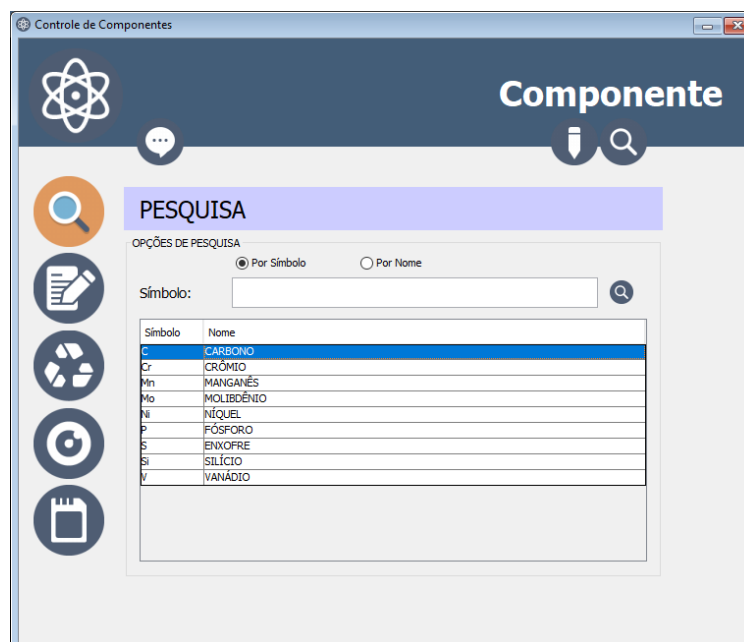 Controle de Componentes
Componente
PESQUISA
OPÇÕES DE PESQUISA
Por Símbolo Por Nome
Símbolo:
Símbolo Nome
C CARBONO
Cr CRÔMIO
Mn MANGANÊS
Mo MOLIBDÊNIO
Ni NÍQUEL
P FÓSFORO
S ENXOFRE
Si SILÍCIO
V VANÁDIO